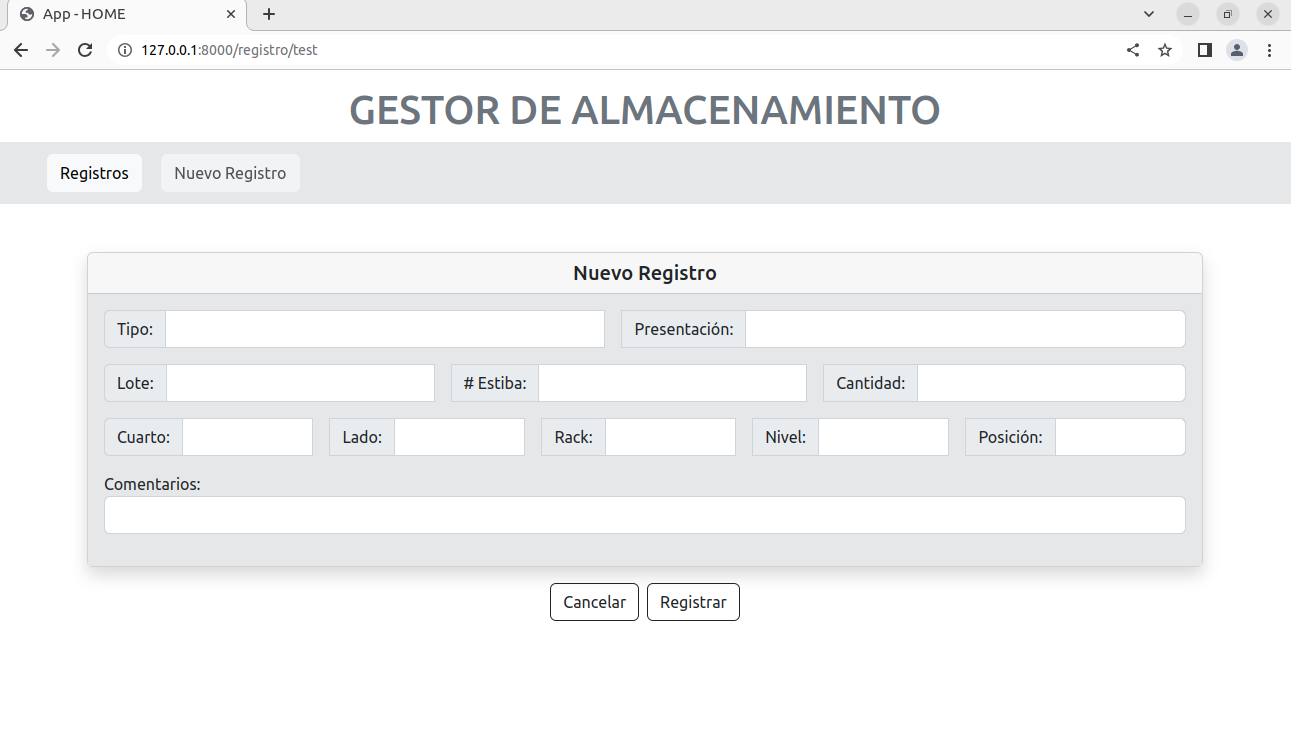 App - HOME
127.0.0.1:8000/registro/test
GESTOR DE ALMACENAMIENTO
Registros Nuevo Registro
Nuevo Registro
Tipo: Presentación:
Lote: # Estiba: Cantidad:
Cuarto: Lado: Rack: Nivel: Posición:
Comentarios:
Cancelar Registrar